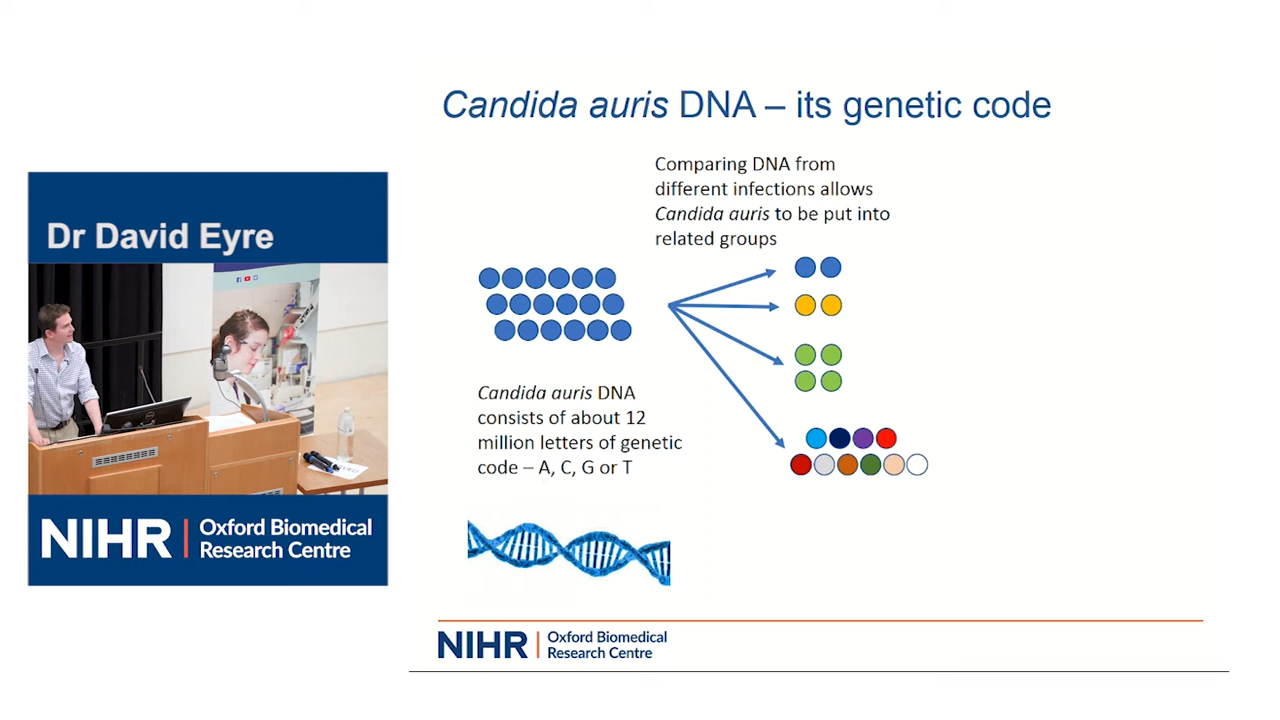 Candida auris DNA – its genetic code
Comparing DNA from
different infections allows
Candida auris to be put into
related groups
Candida auris DNA
consists of about 12
million letters of genetic
code – A, C, G or T
Dr David Eyre
NIHR | Oxford Biomedical
Research Centre
NIHR | Oxford Biomedical
Research Centre